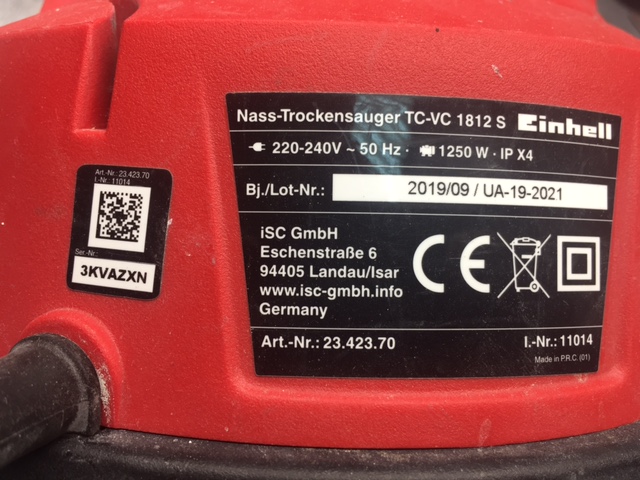 Art.-Nr.: 23.423.70
I.-Nr.: 11014
Ser.-Nr.:
3KVAZXN
Nass-Trockensauger TC-VC 1812 S Einhell
220-240V ~ 50 Hz · 1250 W · IP X4
Bj./Lot-Nr.: 2019/09 / UA-19-2021
iSC GmbH
Eschenstraße 6
94405 Landau/Isar
www.isc-gmbh.info
Germany
CE
Art.-Nr.: 23.423.70 I.-Nr.: 11014
Made in P.R.C. (01)